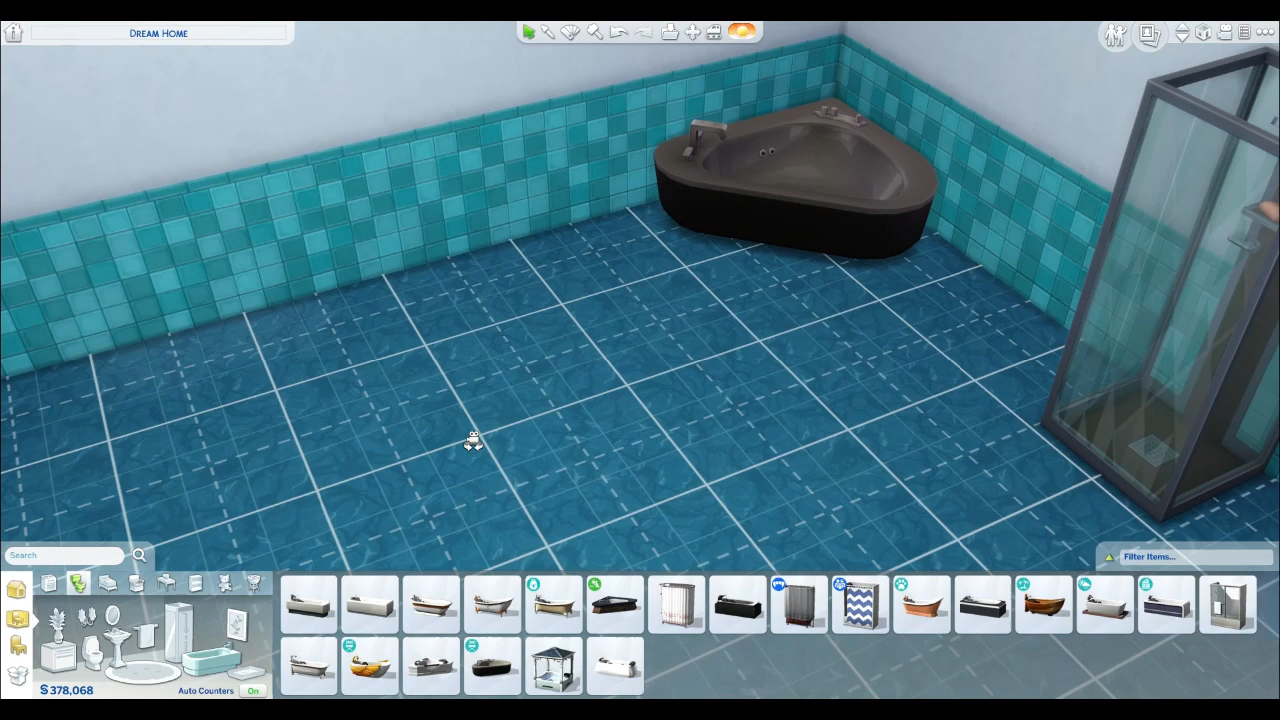 DREAM HOME
Search
Filter Items...
§378,068
Auto Counters On